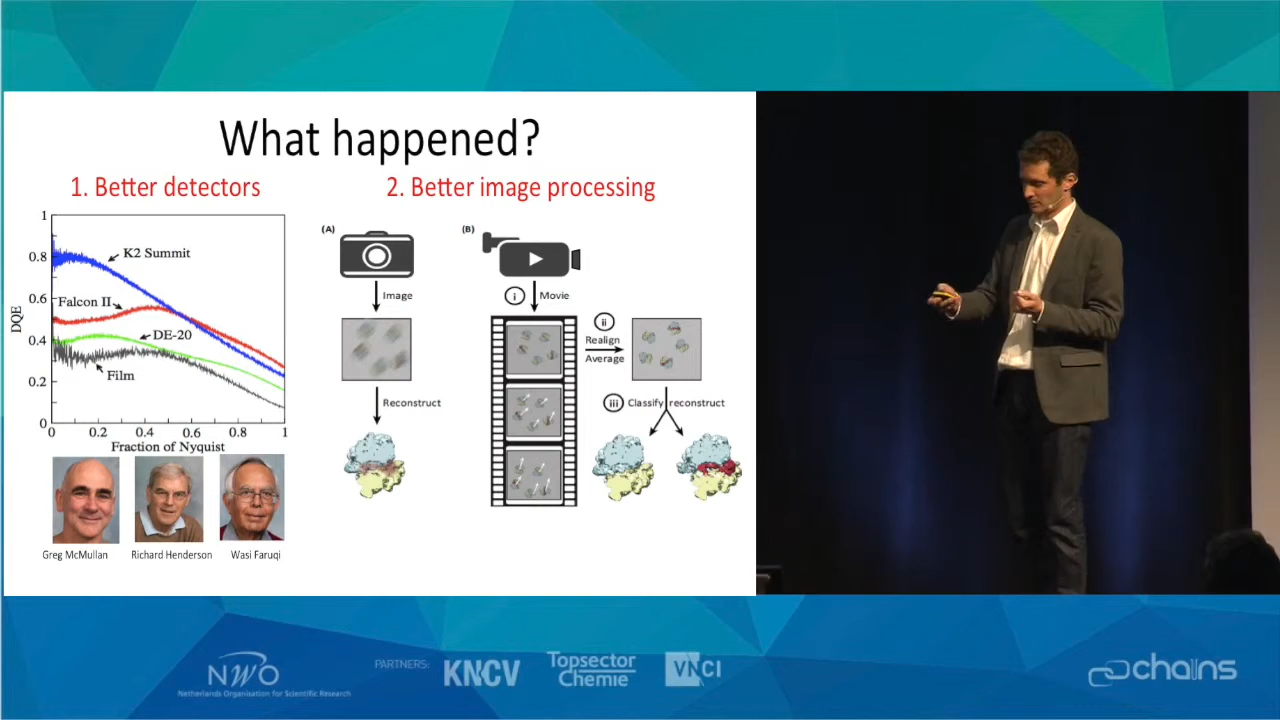 What happened?
1. Better detectors
2. Better image processing
1
0.8
0.6
0.4
0.2
0
DQE
K2 Summit
Falcon II
DE-20
Film
0 0.2 0.4 0.6 0.8 1
Fraction of Nyquist
Greg McMullan
Richard Henderson
Wasi Faruqi
(A)
Image
Reconstruct
(B)
i
Movie
ii
Realign
Average
iii
Classify reconstruct
NWO
Netherlands Organisation for Scientific Research
PARTNERS:
KNCV
Topsector
Chemie
VNCI
chains